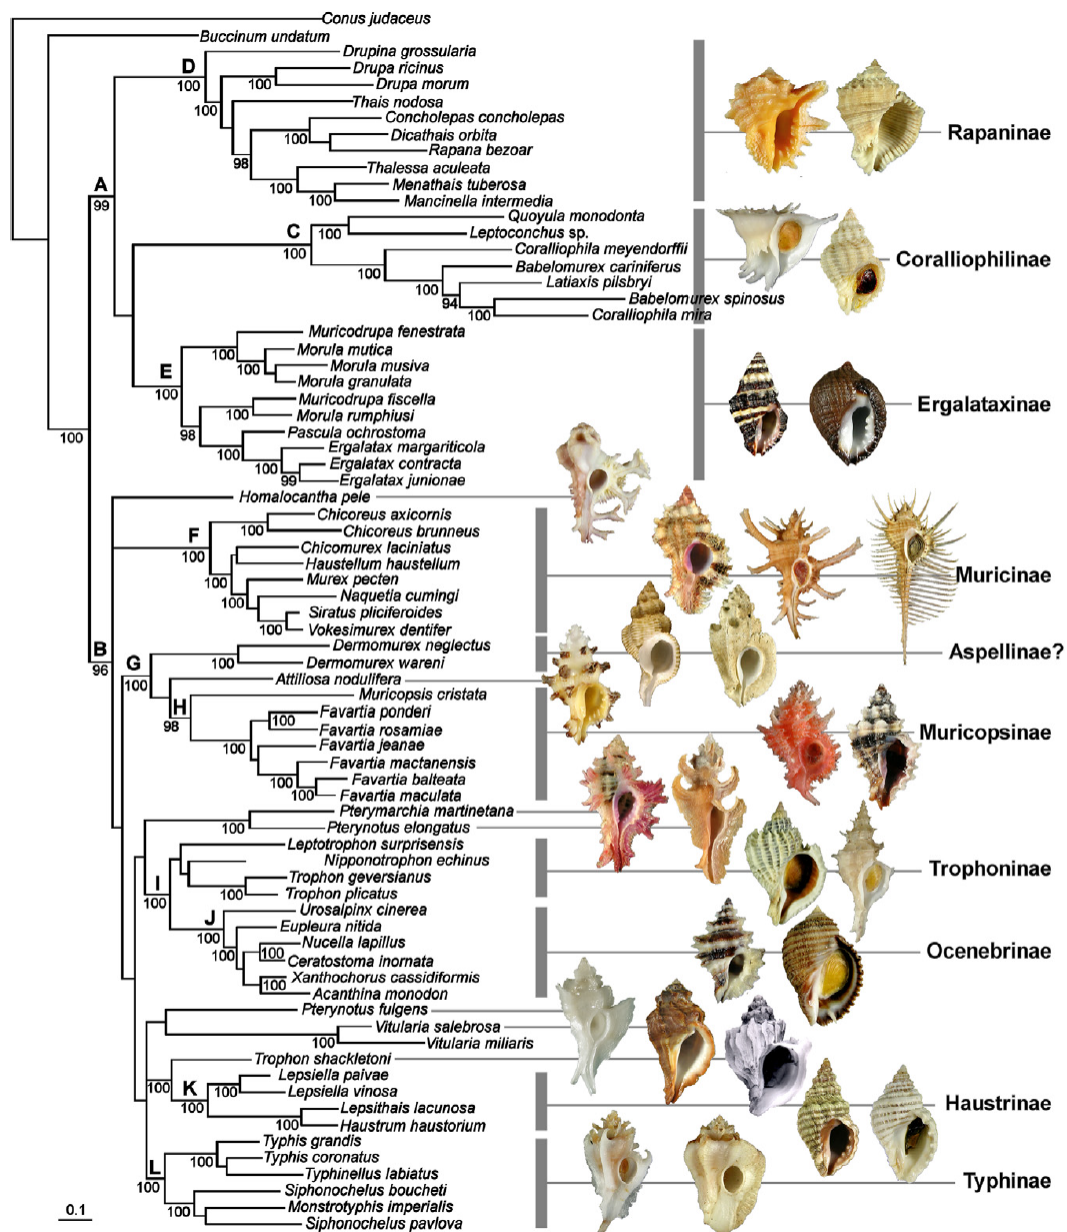 Conus judaceus
Buccinum undatum
Drupina grossularia
D
100
Drupa ricinus
100
Drupa morum
100
Thais nodosa
Concholepas concholepas
100
Dicathais orbita
Rapana bezoar
98
Thalessa aculeata
100
Menathais tuberosa
100
Mancinella intermedia
Rapaninae
A
99
Quoyula monodonta
C
100
Leptoconchus sp.
100
Coralliophila meyendorffii
100
Babelomurex cariniferus
100
Latiaxis pilsbryi
94
Babelomurex spinosus
100
Coralliophila mira
Coralliophilinae
Muricodrupa fenestrata
100
Morula mutica
100
Morula musiva
E
100
Morula granulata
Muricodrupa fiscella
100
Morula rumphiusi
98
Pascula ochrostoma
100
Ergalatax margariticola
100
Ergalatax contracta
99
Ergalatax junionae
Ergalataxinae
100
Homalocantha pele
Chicoreus axicornis
100
Chicoreus brunneus
F
100
Chicomurex laciniatus
100
Haustellum haustellum
Murex pecten
100
Naquetia cumingi
Siratus pliciferoides
100
Vokesimurex dentifer
Muricinae
B
96
Dermomurex neglectus
100
Dermomurex wareni
Aspellinae?
G
100
Attiliosa nodulifera
H
98
Muricopsis cristata
Favartia ponderi
100
Favartia rosamiae
100
Favartia jeanae
Favartia mactanensis
100
Favartia balteata
100
Favartia maculata
Muricopsinae
Pterymarchia martinetana
100
Pterynotus elongatus
Leptotrophon surprisensis
Nipponotrophon echinus
I
100
Trophon geversianus
100
Trophon plicatus
Trophoninae
J
100
Urosalpinx cinerea
100
Eupleura nitida
Nucella lapillus
100
Ceratostoma inornata
Xanthochorus cassidiformis
100
Acanthina monodon
Ocenebrinae
Pterynotus fulgens
Vitularia salebrosa
100
Vitularia miliaris
Trophon shackletoni
100
K
100
Lepsiella paivae
100
Lepsiella vinosa
Lepsithais lacunosa
100
Haustrum haustorium
Haustrinae
Typhis grandis
100
Typhis coronatus
L
100
Typhinellus labiatus
Siphonochelus boucheti
100
Monstrotyphis imperialis
Siphonochelus pavlova
Typhinae
0.1